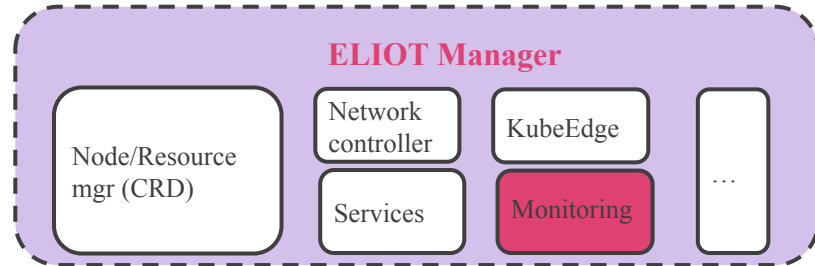 ELIOT Manager
Node/Resource
mgr (CRD)
Network
controller
KubeEdge
Services
Monitoring
…